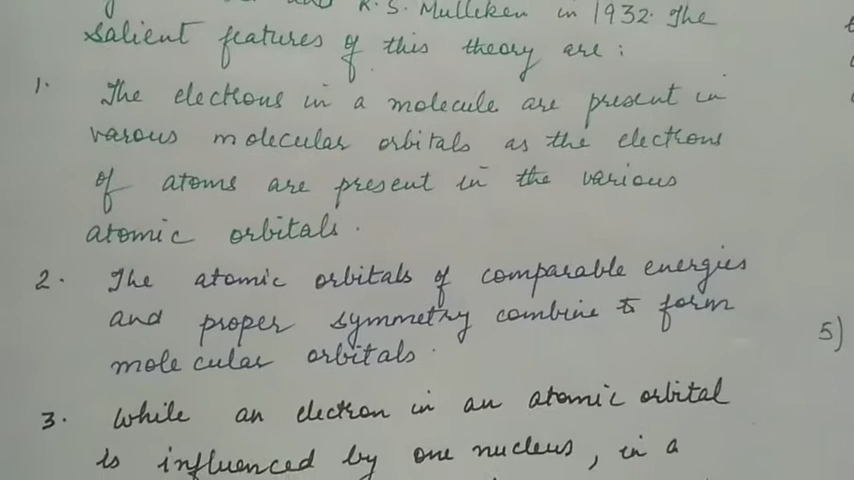 R.S. Mulliken in 1932. The
salient features of this theory are :
1. The electrons in a molecule are present in
varous molecular orbitals as the electrons
of atoms are present in the various
atomic orbitals.
2. The atomic orbitals of comparable energies
and proper symmetry combine to form
molecular orbitals.
3. While an electron in an atomic orbital
is influenced by one nucleus, in a
5)